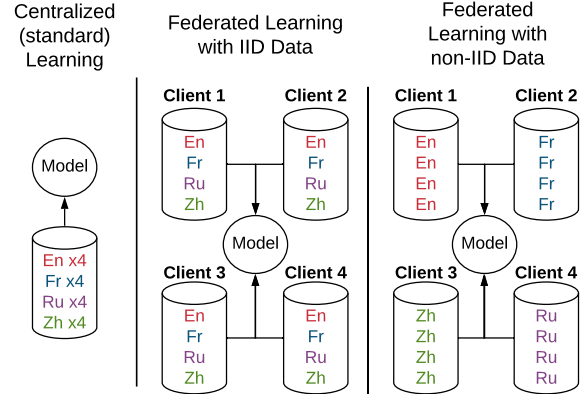 Centralized
(standard)
Learning
Model
En x4
Fr x4
Ru x4
Zh x4
Federated Learning
with IID Data
Client 1
En
Fr
Ru
Zh
Client 2
En
Fr
Ru
Zh
Model
Client 3
En
Fr
Ru
Zh
Client 4
En
Fr
Ru
Zh
Federated
Learning with
non-IID Data
Client 1
En
En
En
En
Client 2
Fr
Fr
Fr
Fr
Model
Client 3
Zh
Zh
Zh
Zh
Client 4
Ru
Ru
Ru
Ru